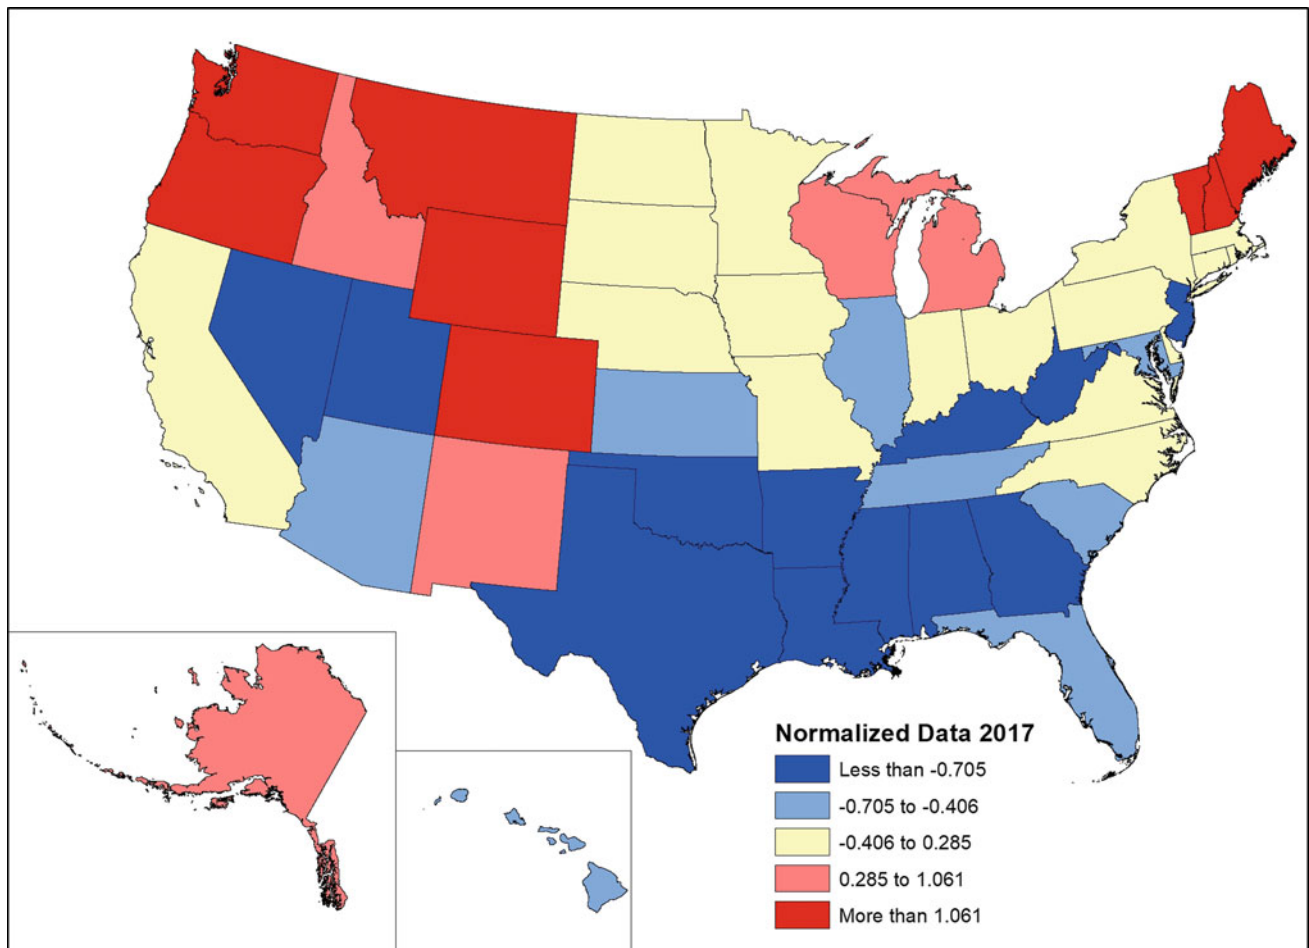 Normalized Data 2017
Less than -0.705
-0.705 to -0.406
-0.406 to 0.285
0.285 to 1.061
More than 1.061